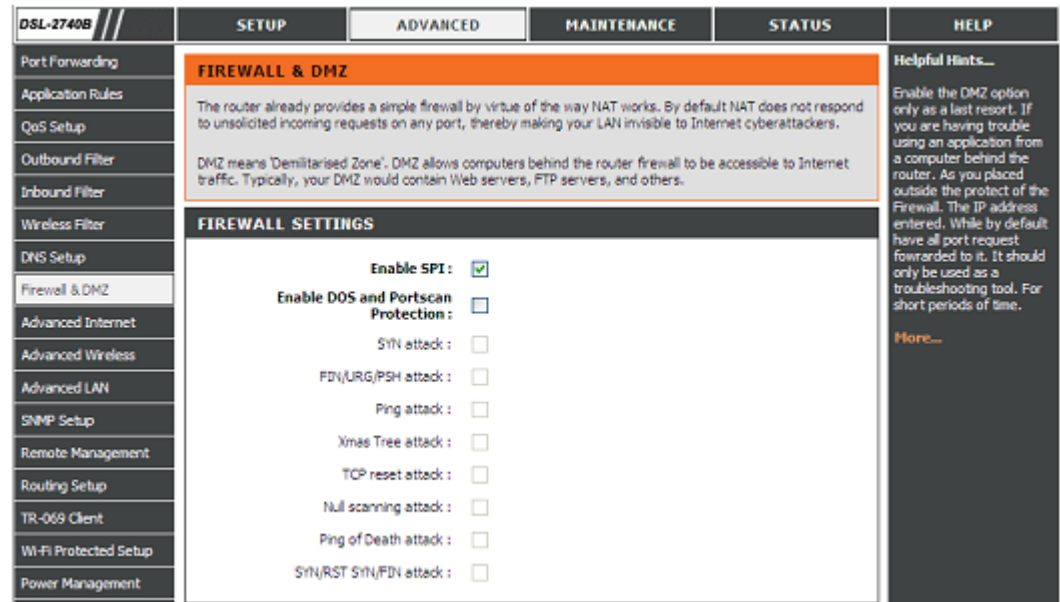 DSL-2740B
SETUP
ADVANCED
MAINTENANCE
STATUS
HELP
Port Forwarding
Application Rules
QoS Setup
Outbound Filter
Inbound Filter
Wireless Filter
DNS Setup
Firewall & DMZ
Advanced Internet
Advanced Wireless
Advanced LAN
SNMP Setup
Remote Management
Routing Setup
TR-069 Client
Wi-Fi Protected Setup
Power Management
FIREWALL & DMZ
The router already provides a simple firewall by virtue of the way NAT works. By default NAT does not respond
to unsolicited incoming requests on any port, thereby making your LAN invisible to Internet cyberattackers.
DMZ means 'Demilitarised Zone'. DMZ allows computers behind the router firewall to be accessible to Internet
traffic. Typically, your DMZ would contain Web servers, FTP servers, and others.
FIREWALL SETTINGS
Enable SPI :
Enable DOS and Portscan
Protection :
SYN attack :
FIN/URG/PSH attack :
Ping attack :
Xmas Tree attack :
TCP reset attack :
Null scanning attack :
Ping of Death attack :
SYN/RST SYN/FIN attack :
Helpful Hints...
Enable the DMZ option
only as a last resort. If
you are having trouble
using an application from
a computer behind the
router. As you placed
outside the protect of the
Firewall. The IP address
entered. While by default
have all port request
fowrarded to it. It should
only be used as a
troubleshooting tool. For
short periods of time.
More...